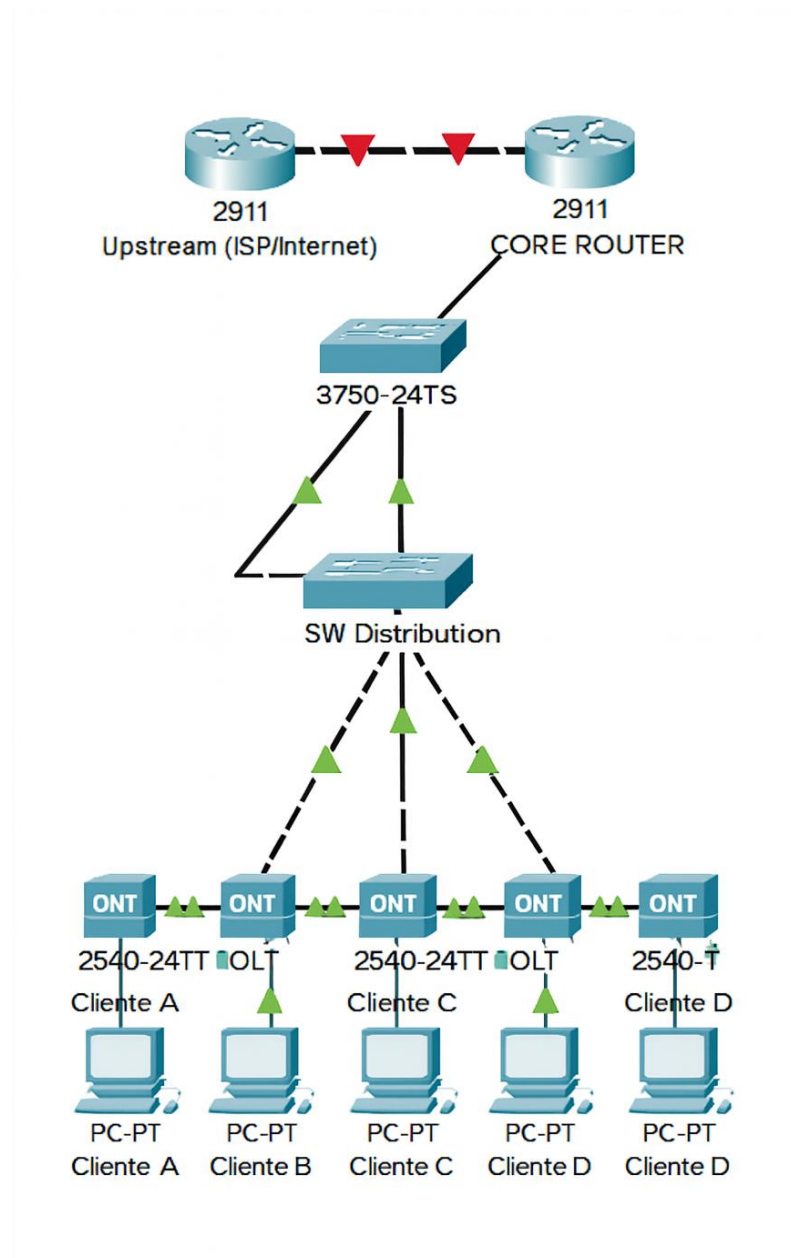 2911
Upstream (ISP/Internet)
2911
CORE ROUTER
3750-24TS
SW Distribution
ONT
ONT
ONT
ONT
ONT
2540-24TT OLT
2540-24TT OLT
2540-T
Cliente A
Cliente C
Cliente D
PC-PT
PC-PT
PC-PT
PC-PT
PC-PT
Cliente A
Cliente B
Cliente C
Cliente D
Cliente D